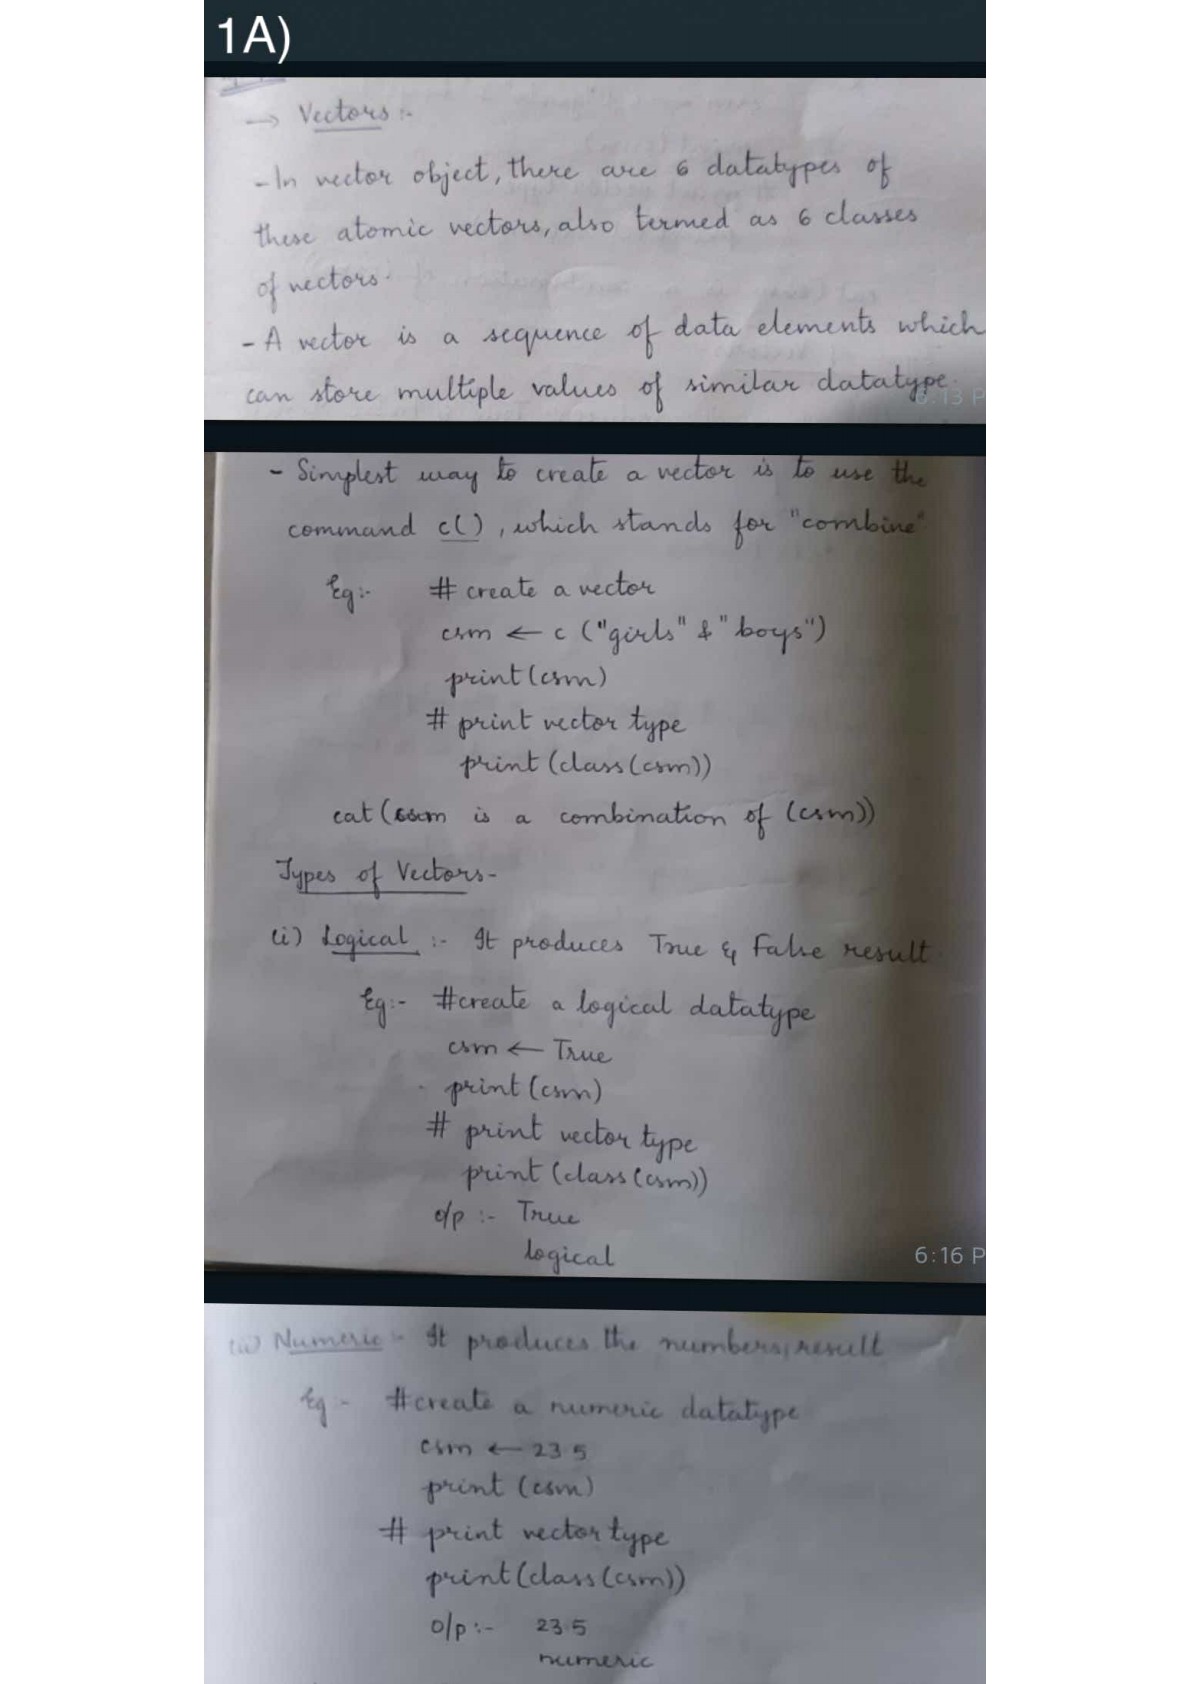 1A)
→ Vectors :-
- In vector object, there are 6 datatypes of
these atomic vectors, also termed as 6 classes
of vectors.
- A vector is a sequence of data elements which
can store multiple values of similar datatype.
6:13 P
- Simplest way to create a vector is to use the
command c(), which stands for "combine"
Eg:- # create a vector
csm ← c ("girls" & "boys")
print (csm)
# print vector type
print (class (csm))
cat ( is a combination of (csm))
Types of Vectors-
(i) Logical :- It produces True & False result.
Eg:- #create a logical datatype
csm ← True
print (csm)
# print vector type
print (class (csm))
o/p :- True
logical
6:16 P
(ii) Numeric :- It produces the numbers result
Eg - #create a numeric datatype
csm ← 23.5
print (csm)
# print vector type
print (class (csm))
o/p :- 23.5
numeric